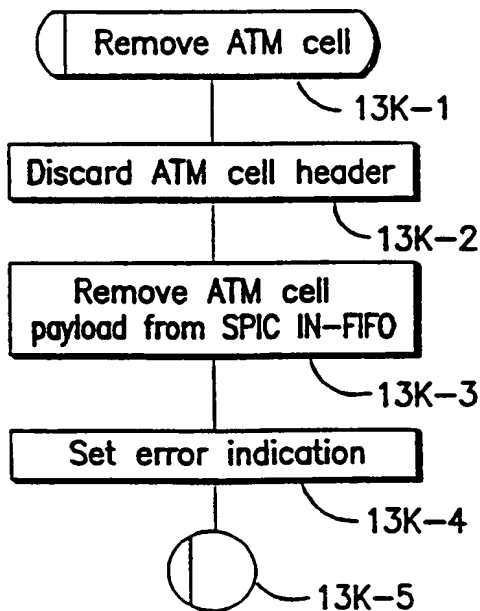 Remove ATM cell
13K-1
Discard ATM cell header
13K-2
Remove ATM cell
payload from SPIC IN-FIFO
13K-3
Set error indication
13K-4
13K-5